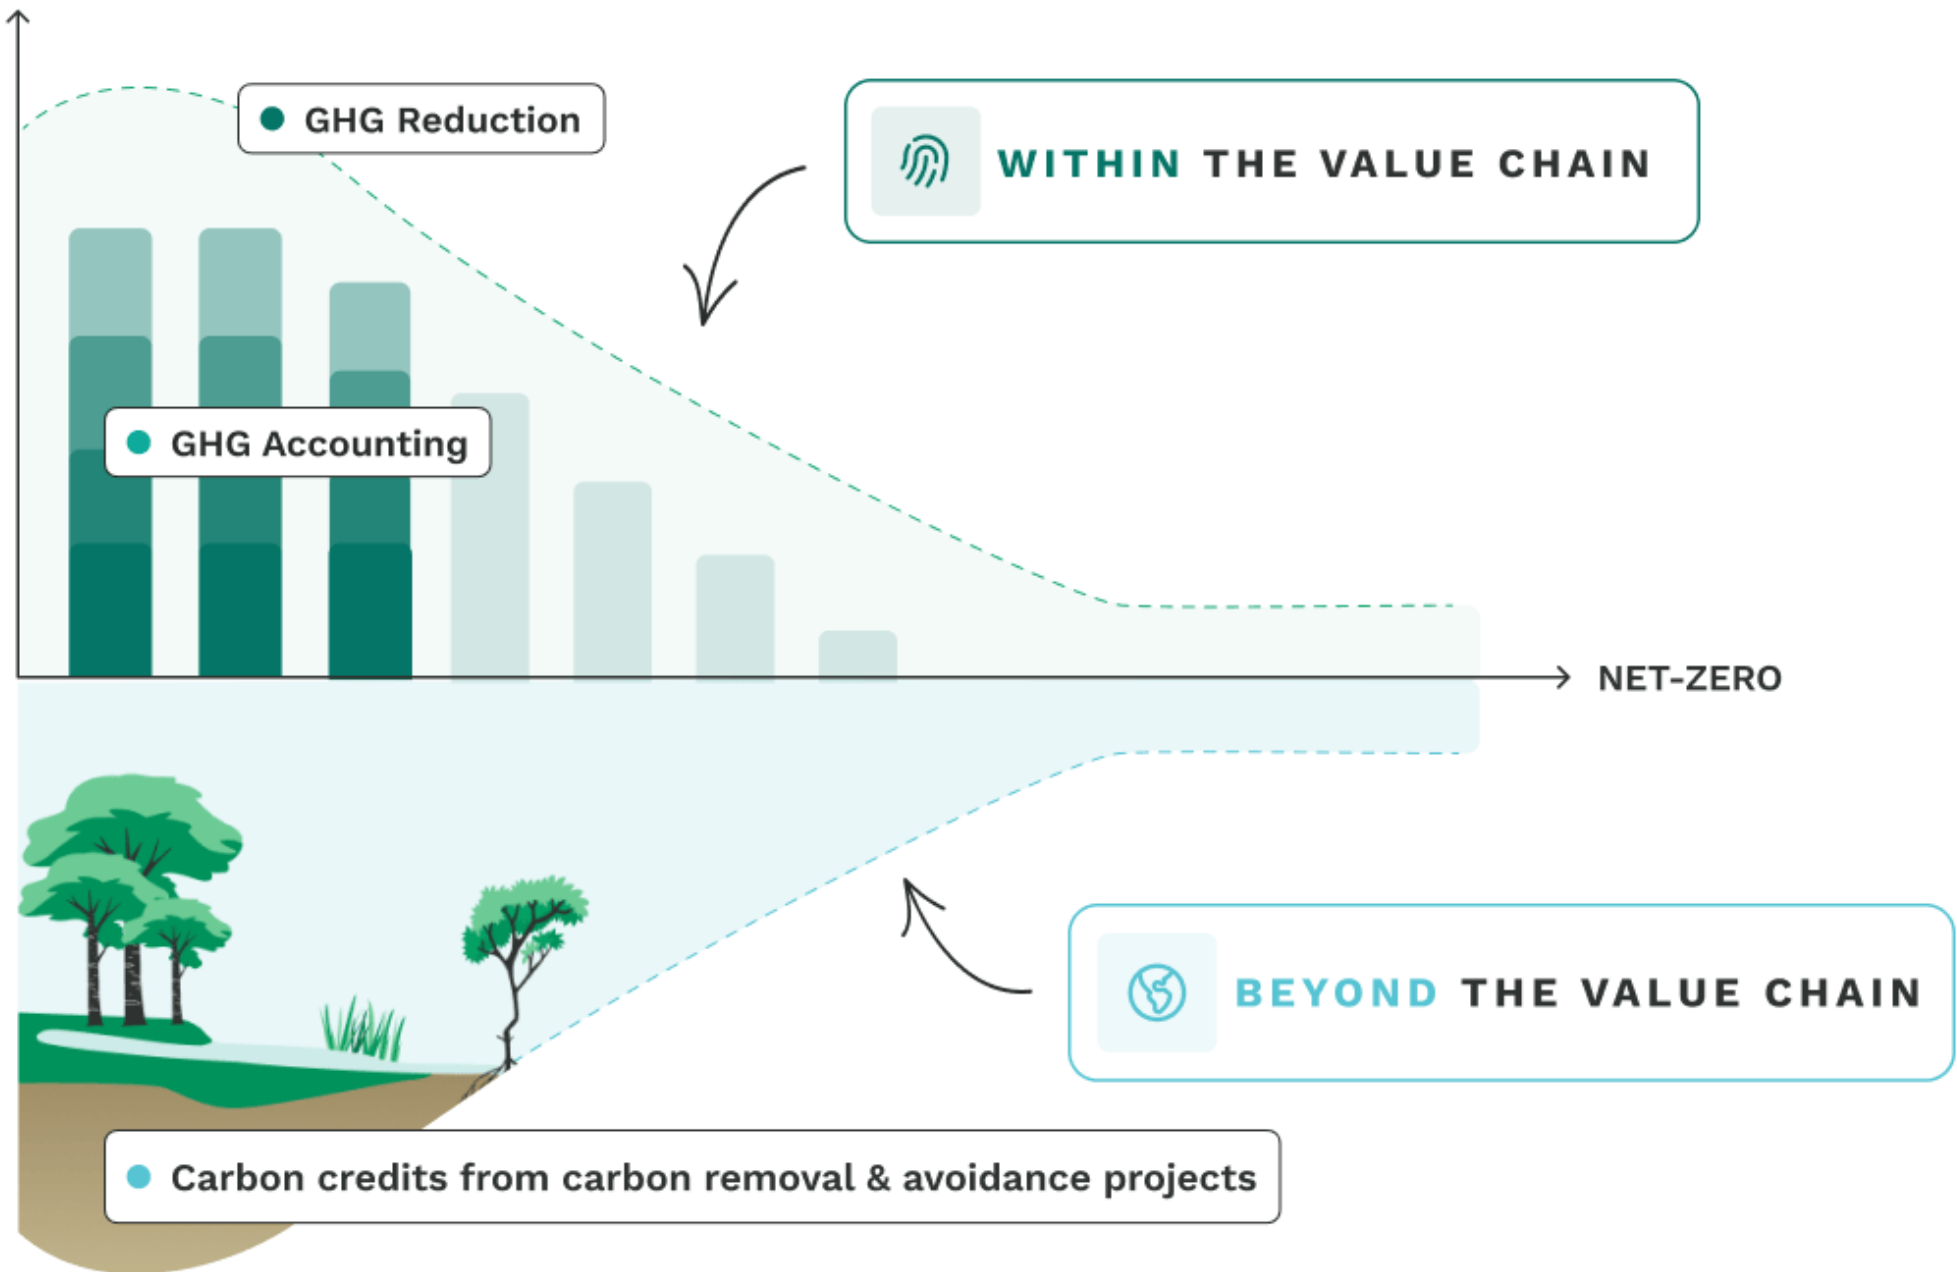 GHG Reduction
WITHIN THE VALUE CHAIN
GHG Accounting
NET-ZERO
BEYOND THE VALUE CHAIN
Carbon credits from carbon removal & avoidance projects